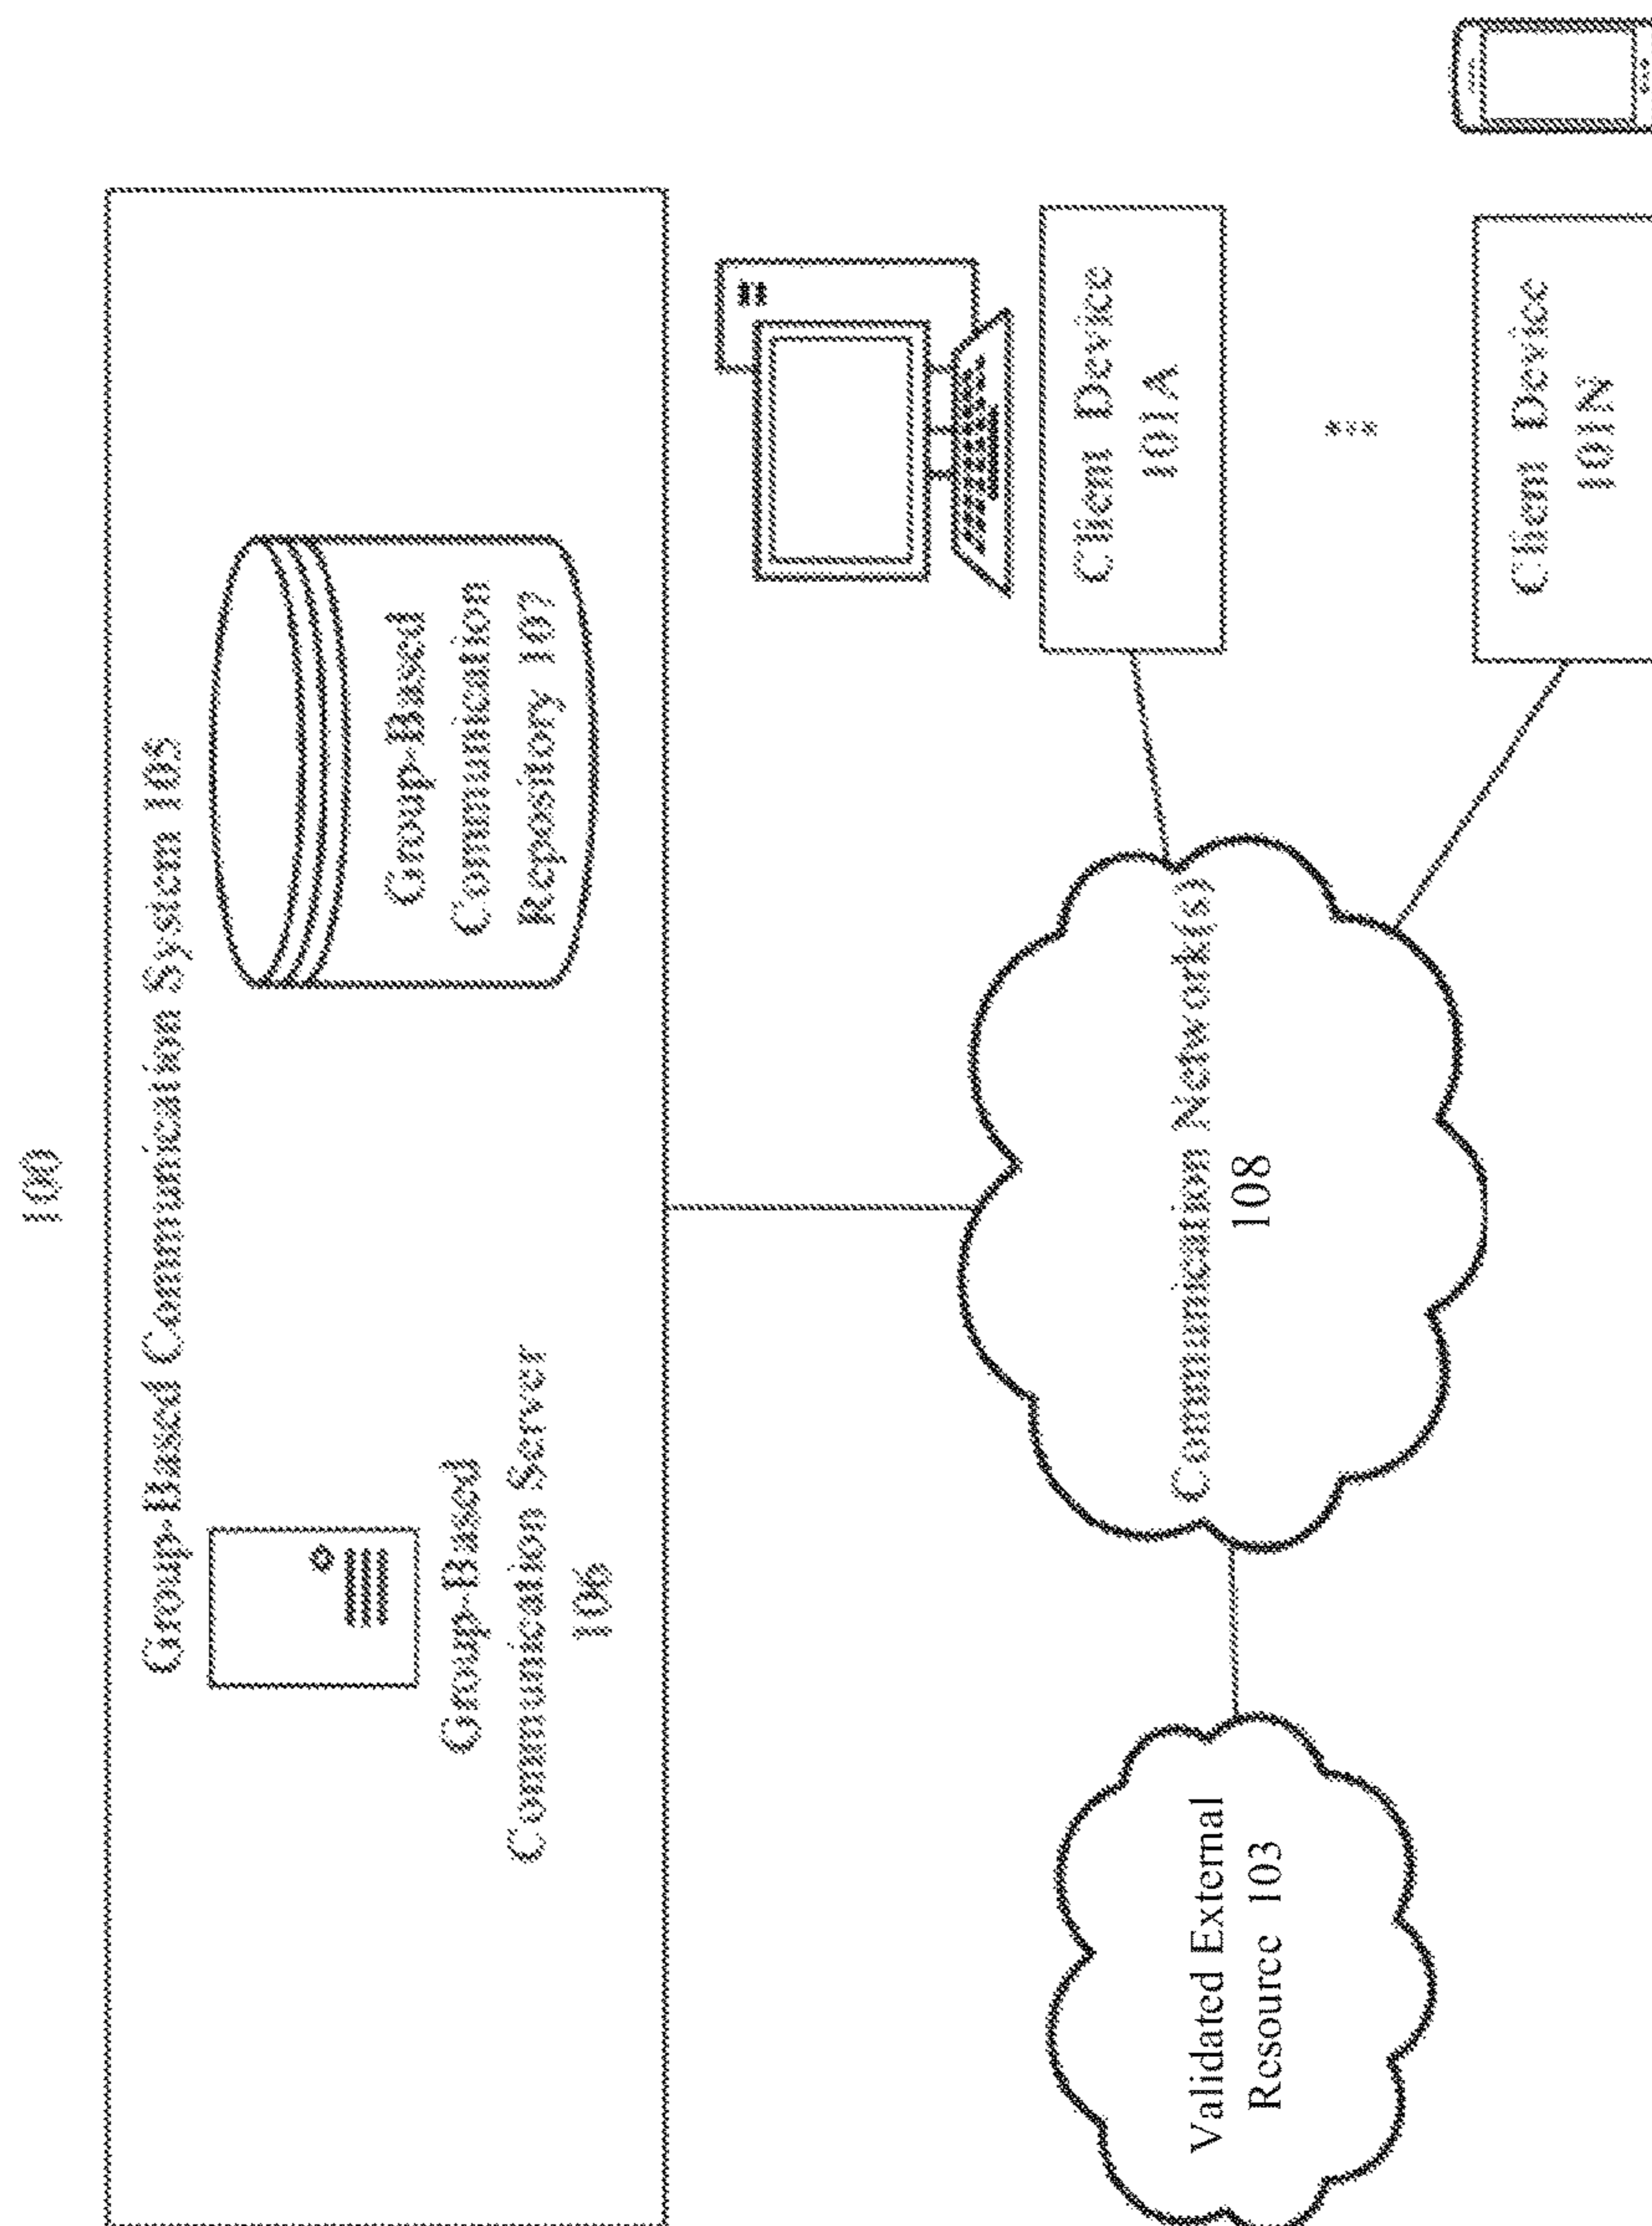 100
Group-Based Communication System 105
Group-Based
Communication Server
106
Group-Based
Communication
Repository 107
Validated External
Resource 103
Communication Network(s)
108
Client Device
101A
Client Device
101N